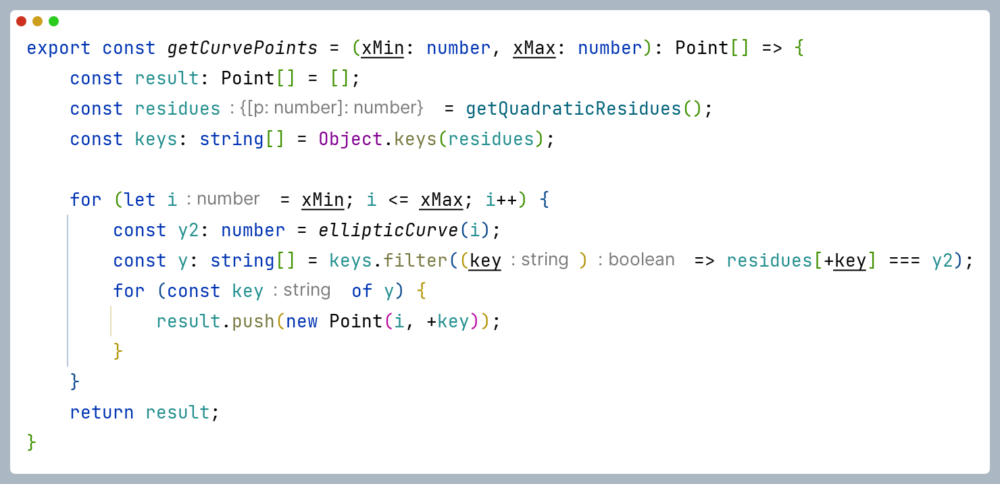 export const getCurvePoints = (xMin: number, xMax: number): Point[] => {
    const result: Point[] = [];
    const residues : {[p: number]: number} = getQuadraticResidues();
    const keys: string[] = Object.keys(residues);

    for (let i : number = xMin; i <= xMax; i++) {
        const y2: number = ellipticCurve(i);
        const y: string[] = keys.filter((key : string ) : boolean => residues[+key] === y2);
        for (const key : string of y) {
            result.push(new Point(i, +key));
        }
    }
    return result;
}